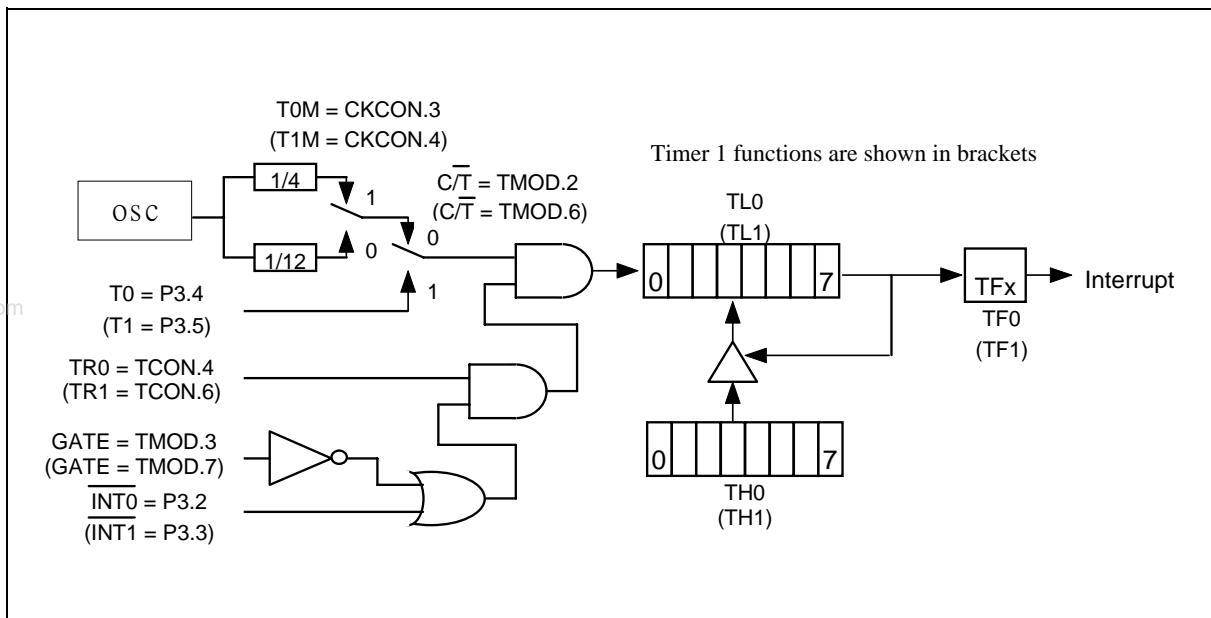 T0M = CKCON.3
(T1M = CKCON.4)
Timer 1 functions are shown in brackets
1/4
C/T = TMOD.2
(C/T = TMOD.6)
OSC
1
0
TL0
(TL1)
1/12
0
1
0
7
TFx
Interrupt
TF0
(TF1)
T0 = P3.4
(T1 = P3.5)
om
TR0 = TCON.4
(TR1 = TCON.6)
GATE = TMOD.3
(GATE = TMOD.7)
0
7
INT0 = P3.2
(INT1 = P3.3)
TH0
(TH1)